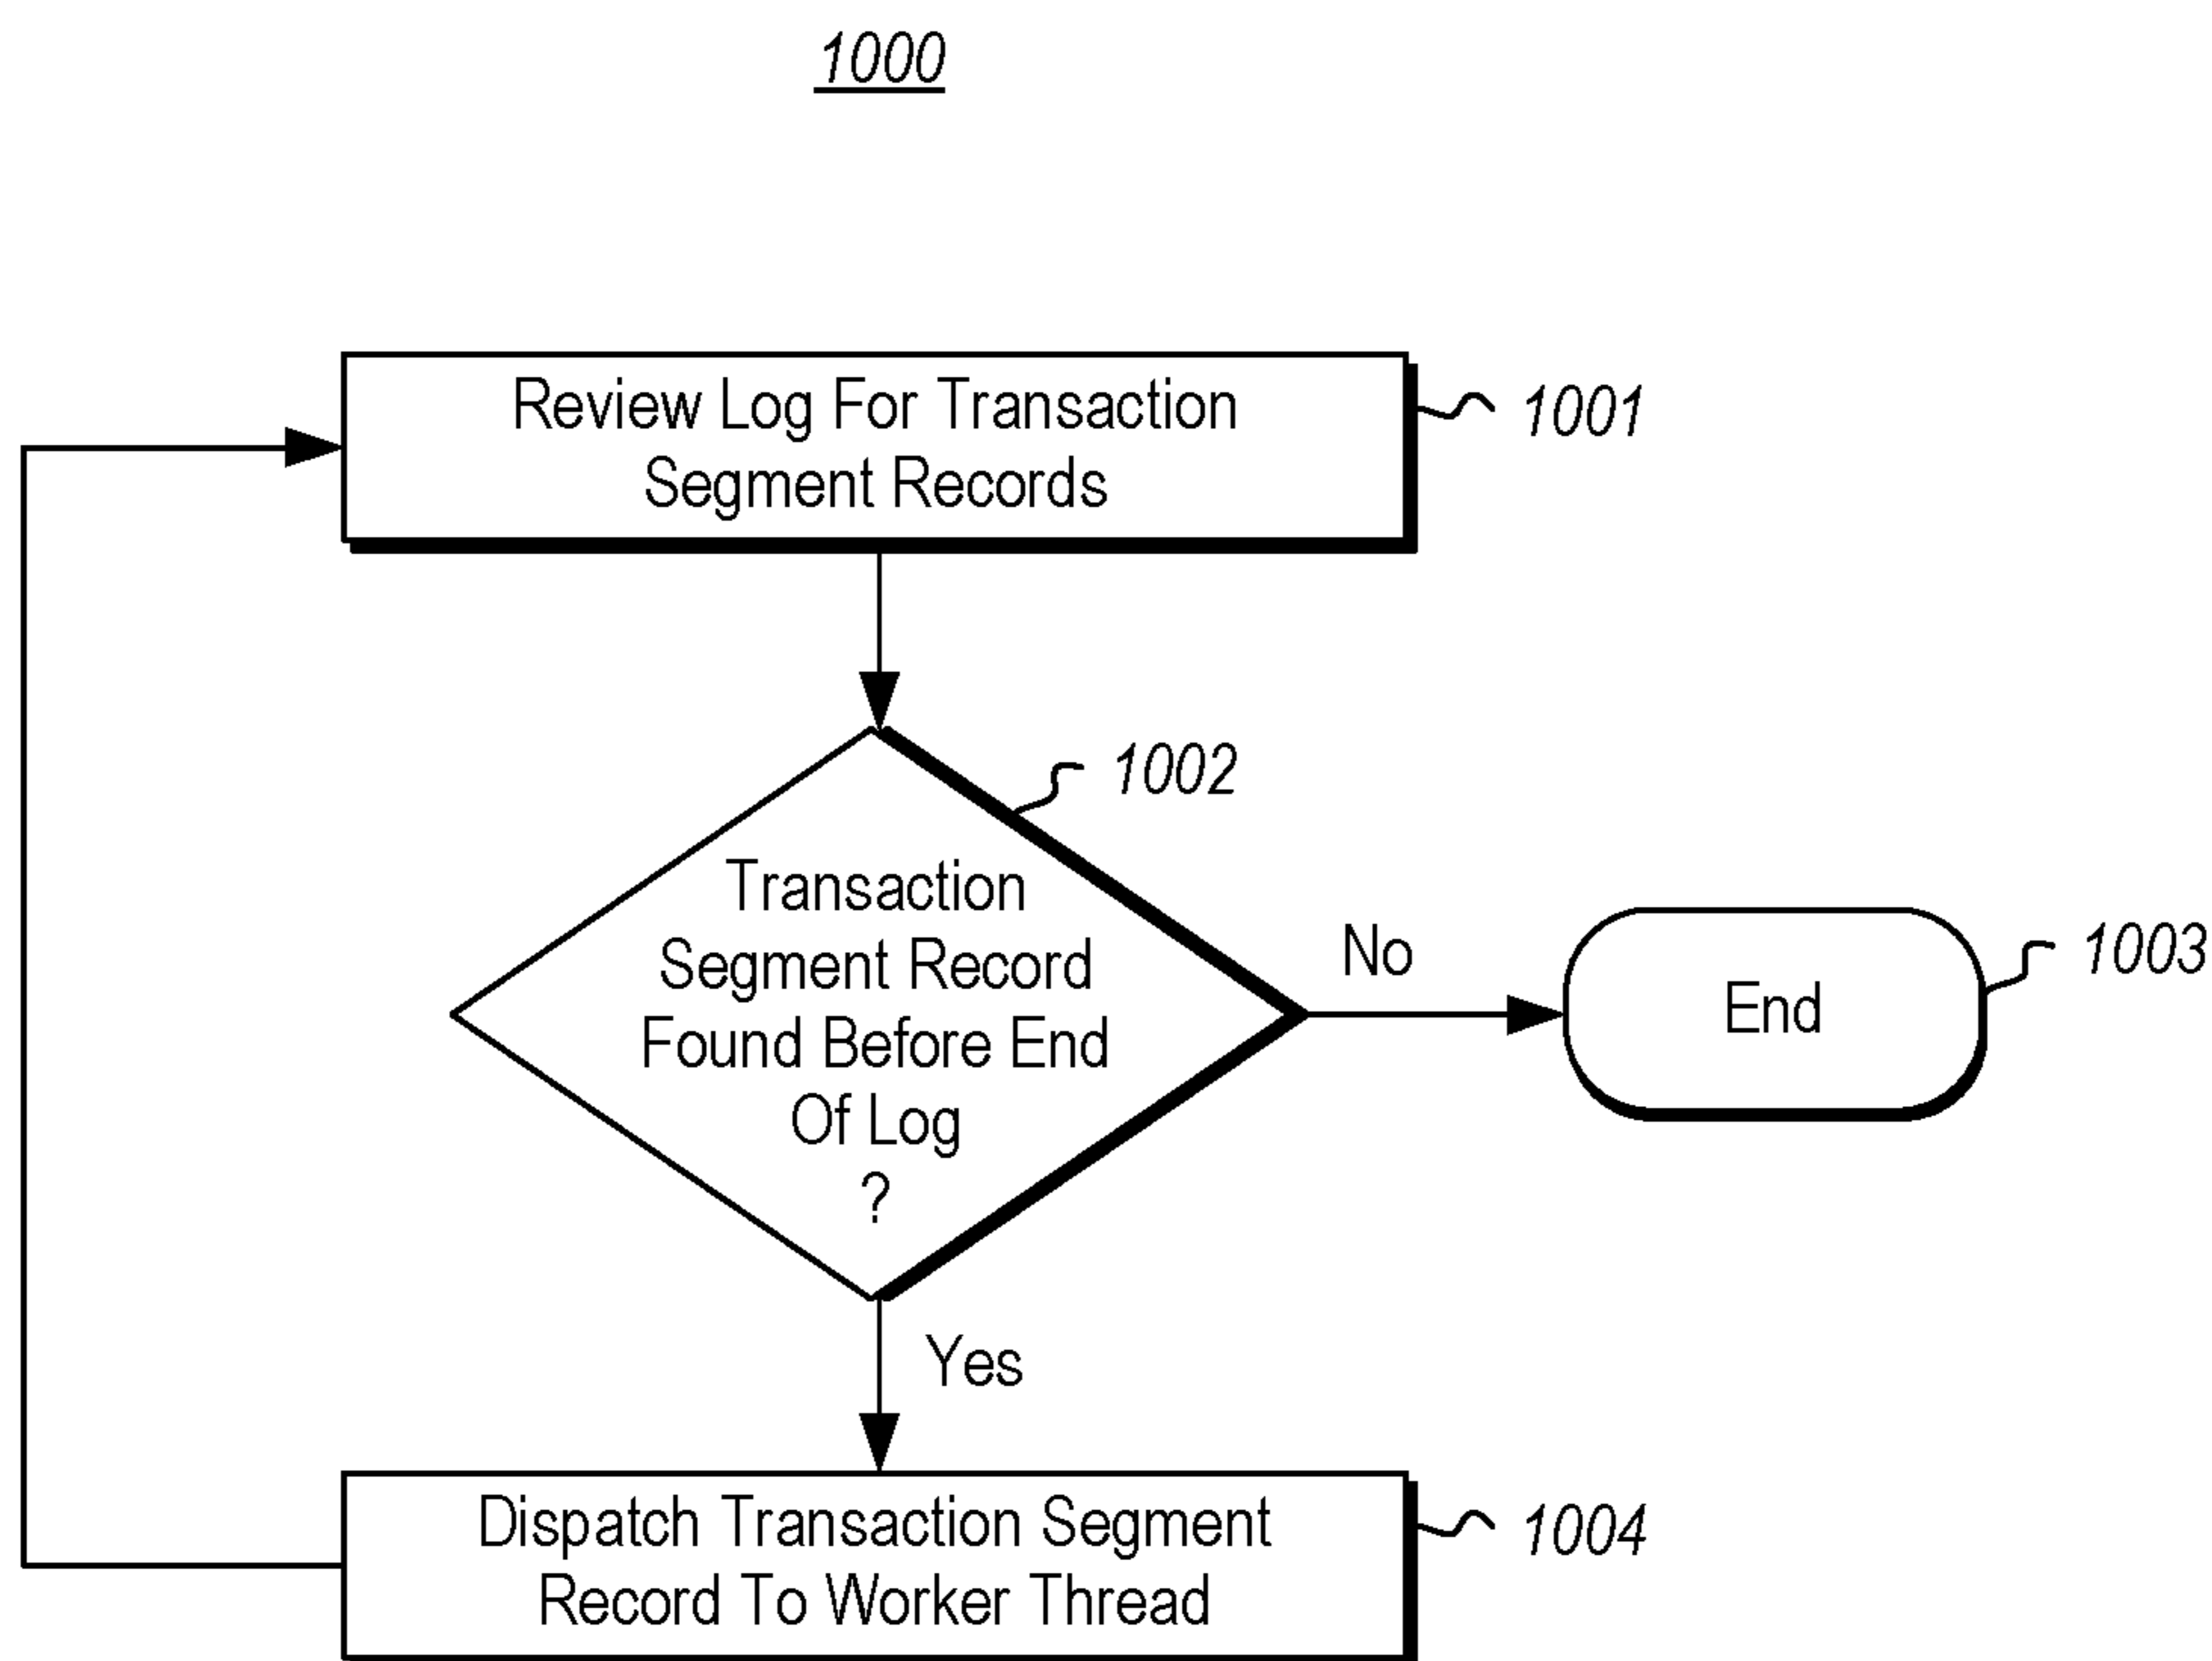 1000
Review Log For Transaction
Segment Records
1001
1002
Transaction
Segment Record
Found Before End
Of Log
?
No
End
1003
Yes
Dispatch Transaction Segment
Record To Worker Thread
1004